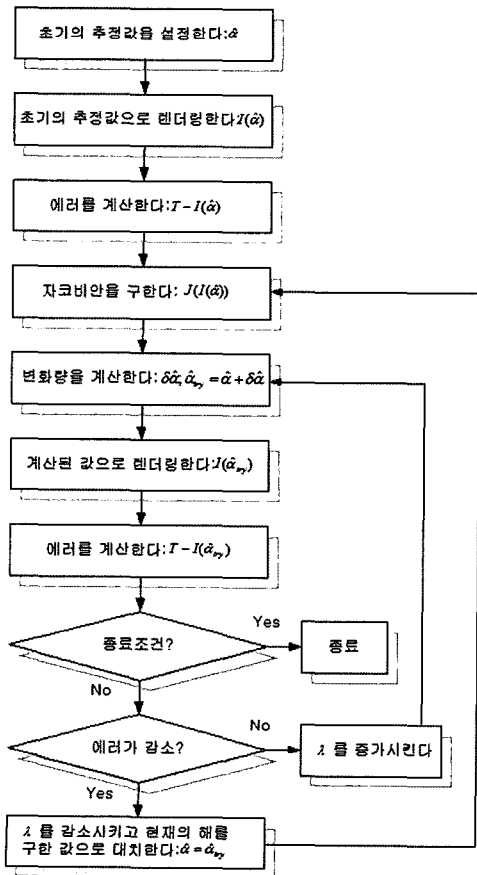 초기의 추정값을 설정한다:α̂
초기의 추정값으로 렌더링한다:I(α̂)
에러를 계산한다:T−I(α̂)
자코비안을 구한다: J(I(α̂))
변화량을 계산한다: δα̂, α̂try = α̂ + δα̂
계산된 값으로 렌더링한다:I(α̂try)
에러를 계산한다:T−I(α̂try)
종료조건?
Yes
종료
No
에러가 감소?
No
λ 를 증가시킨다
Yes
λ 를 감소시키고 현재의 해를
구한 값으로 대치한다:α̂ = α̂try